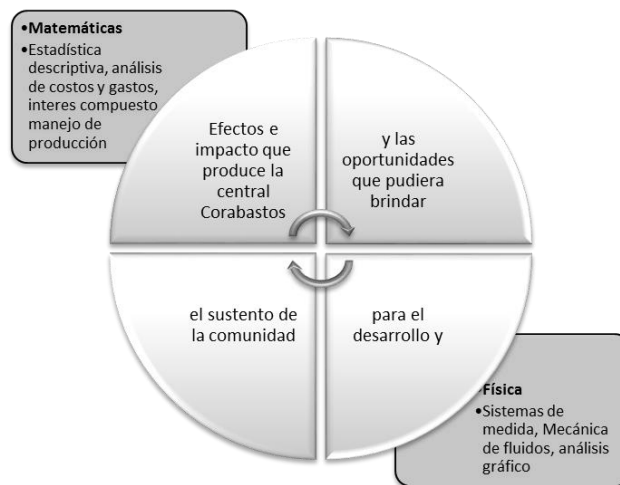 •Matemáticas
•Estadística
descriptiva, análisis
de costos y gastos,
interes compuesto
manejo de
producción
Efectos e
impacto que
produce la
central
Corabastos
y las
oportunidades
que pudiera
brindar
para el
desarrollo y
el sustento de
la comunidad
Física
•Sistemas de
medida, Mecánica
de fluidos, análisis
gráfico